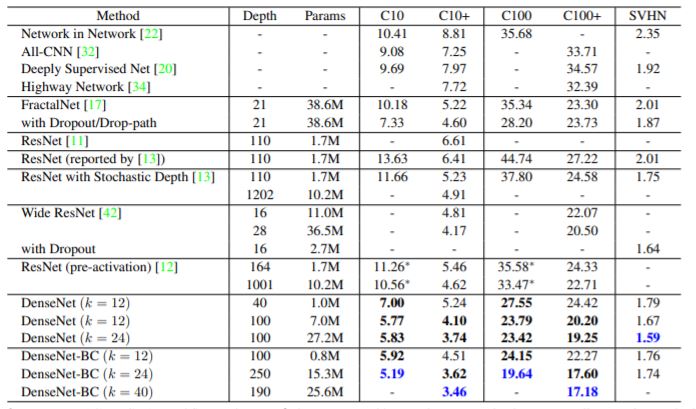 Method Depth Params C10 C10+ C100 C100+ SVHN
Network in Network [22] - - 10.41 8.81 35.68 - 2.35
All-CNN [32] - - 9.08 7.25 - 33.71 -
Deeply Supervised Net [20] - - 9.69 7.97 - 34.57 1.92
Highway Network [34] - - - 7.72 - 32.39 -
FractalNet [17] 21 38.6M 10.18 5.22 35.34 23.30 2.01
with Dropout/Drop-path 21 38.6M 7.33 4.60 28.20 23.73 1.87
ResNet [11] 110 1.7M - 6.61 - - -
ResNet (reported by [13]) 110 1.7M 13.63 6.41 44.74 27.22 2.01
ResNet with Stochastic Depth [13] 110 1.7M 11.66 5.23 37.80 24.58 1.75
1202 10.2M - 4.91 - - -
Wide ResNet [42] 16 11.0M - 4.81 - 22.07 -
28 36.5M - 4.17 - 20.50 -
with Dropout 16 2.7M - - - - 1.64
ResNet (pre-activation) [12] 164 1.7M 11.26* 5.46 35.58* 24.33 -
1001 10.2M 10.56* 4.62 33.47* 22.71 -
DenseNet (k = 12) 40 1.0M 7.00 5.24 27.55 24.42 1.79
DenseNet (k = 12) 100 7.0M 5.77 4.10 23.79 20.20 1.67
DenseNet (k = 24) 100 27.2M 5.83 3.74 23.42 19.25 1.59
DenseNet-BC (k = 12) 100 0.8M 5.92 4.51 24.15 22.27 1.76
DenseNet-BC (k = 24) 250 15.3M 5.19 3.62 19.64 17.60 1.74
DenseNet-BC (k = 40) 190 25.6M - 3.46 - 17.18 -